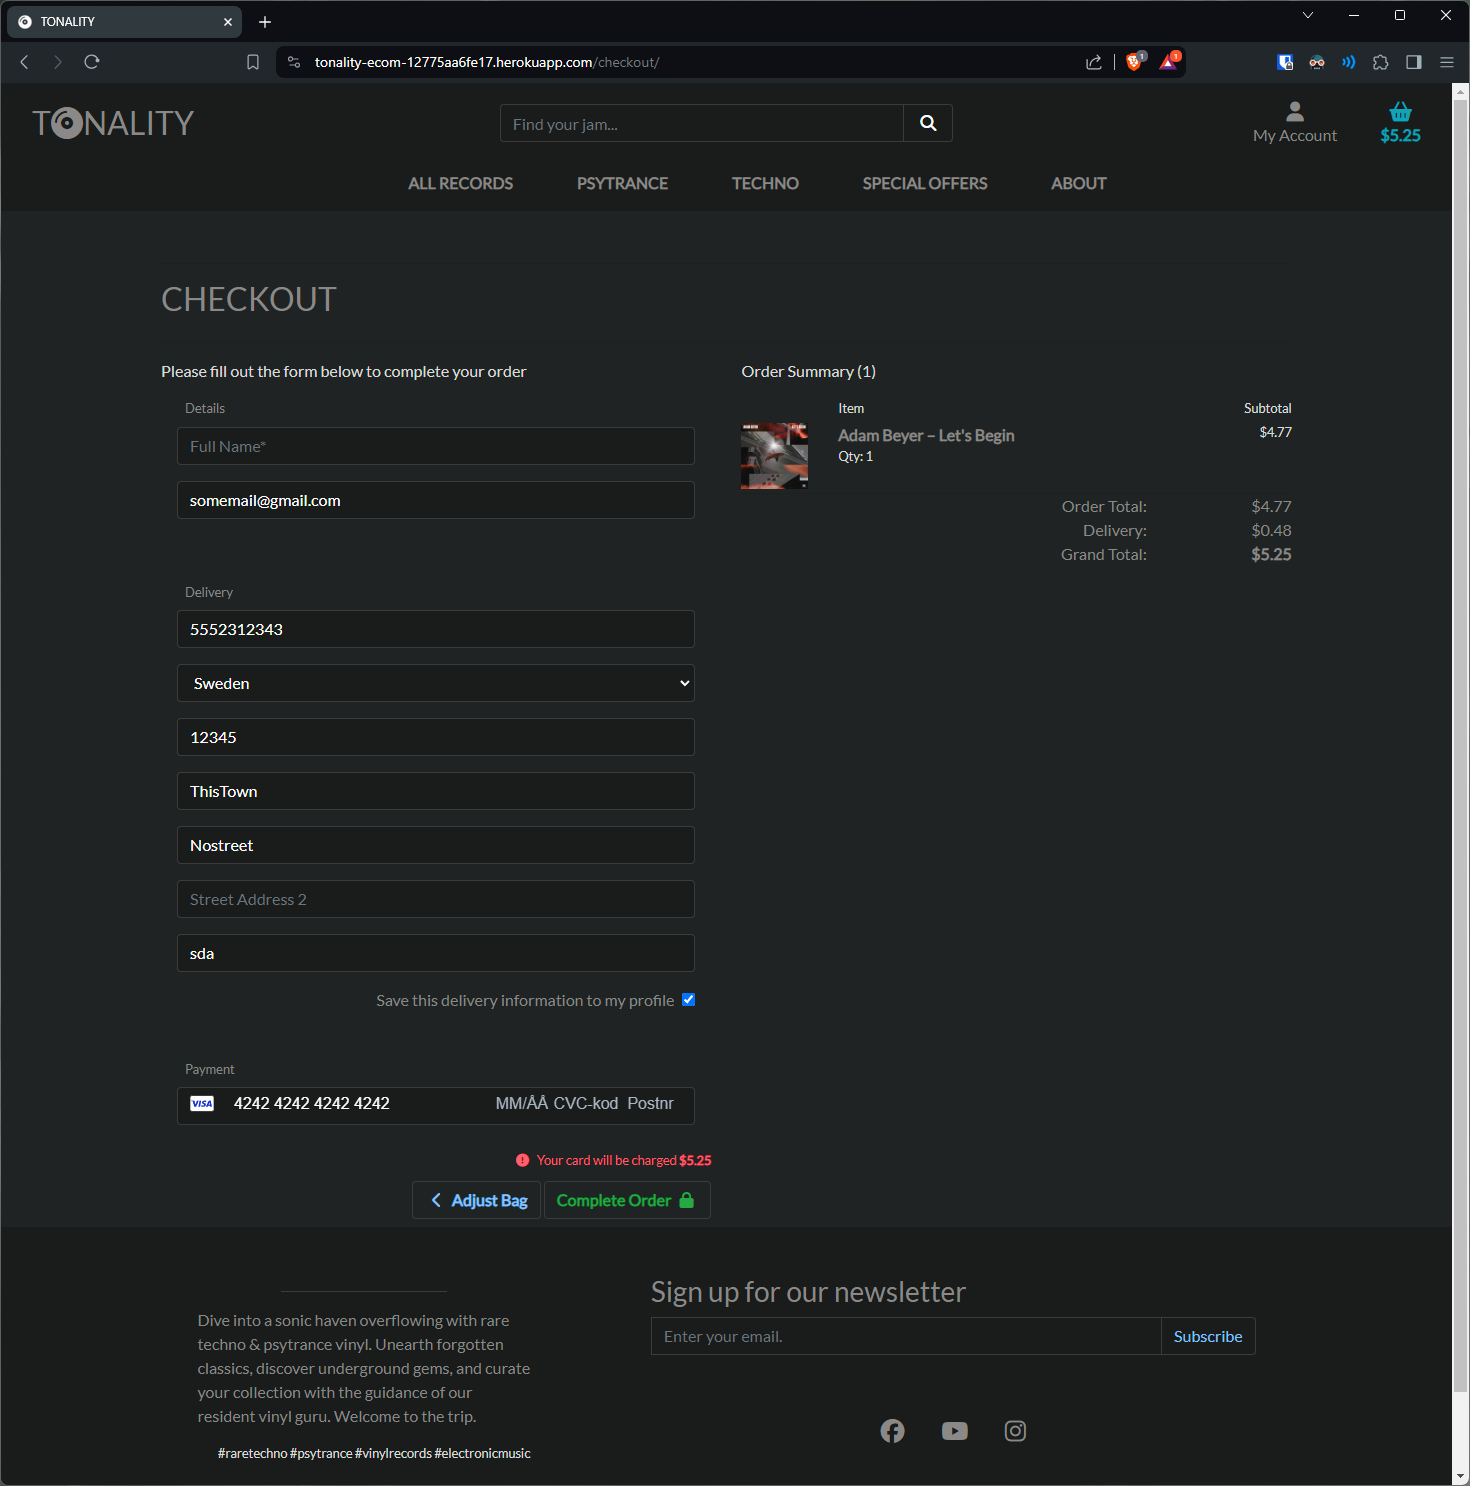 TONALITY
tonality-ecom-12775aa6fe17.herokuapp.com/checkout/
1
1
TONALITY
Find your jam...
My Account
$5.25
ALL RECORDS
PSYTRANCE
TECHNO
SPECIAL OFFERS
ABOUT
CHECKOUT
Please fill out the form below to complete your order
Details
Full Name*
somemail@gmail.com
Delivery
5552312343
Sweden
12345
ThisTown
Nostreet
Street Address 2
sda
Save this delivery information to my profile
Payment
VISA 4242 4242 4242 4242 MM/ÅÅ CVC-kod Postnr
Your card will be charged $5.25
Adjust Bag
Complete Order
Order Summary (1)
Item Subtotal
Adam Beyer – Let's Begin $4.77
Qty: 1
Order Total: $4.77
Delivery: $0.48
Grand Total: $5.25
Dive into a sonic haven overflowing with rare
techno & psytrance vinyl. Unearth forgotten
classics, discover underground gems, and curate
your collection with the guidance of our
resident vinyl guru. Welcome to the trip.
#raretechno #psytrance #vinylrecords #electronicmusic
Sign up for our newsletter
Enter your email.
Subscribe